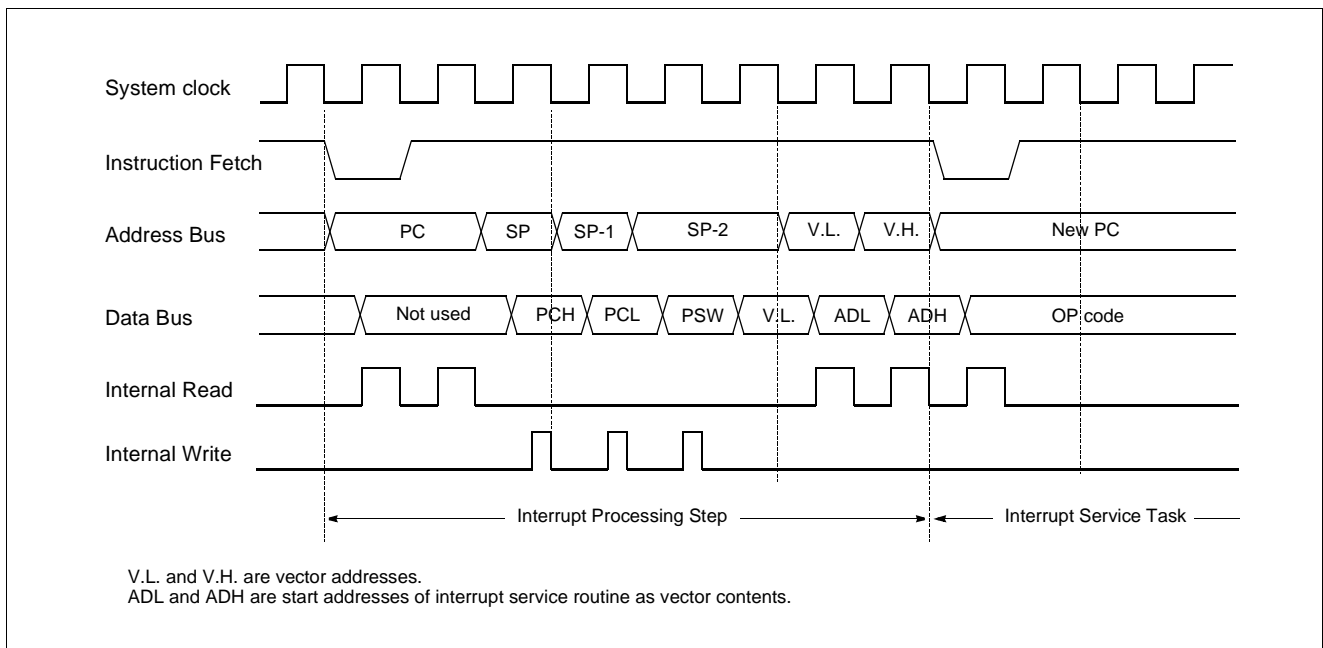 System clock
Instruction Fetch
Address Bus PC SP SP-1 SP-2 V.L. V.H. New PC
Data Bus Not used PCH PCL PSW V.L. ADL ADH OP code
Internal Read
Internal Write
Interrupt Processing Step Interrupt Service Task
V.L. and V.H. are vector addresses.
ADL and ADH are start addresses of interrupt service routine as vector contents.